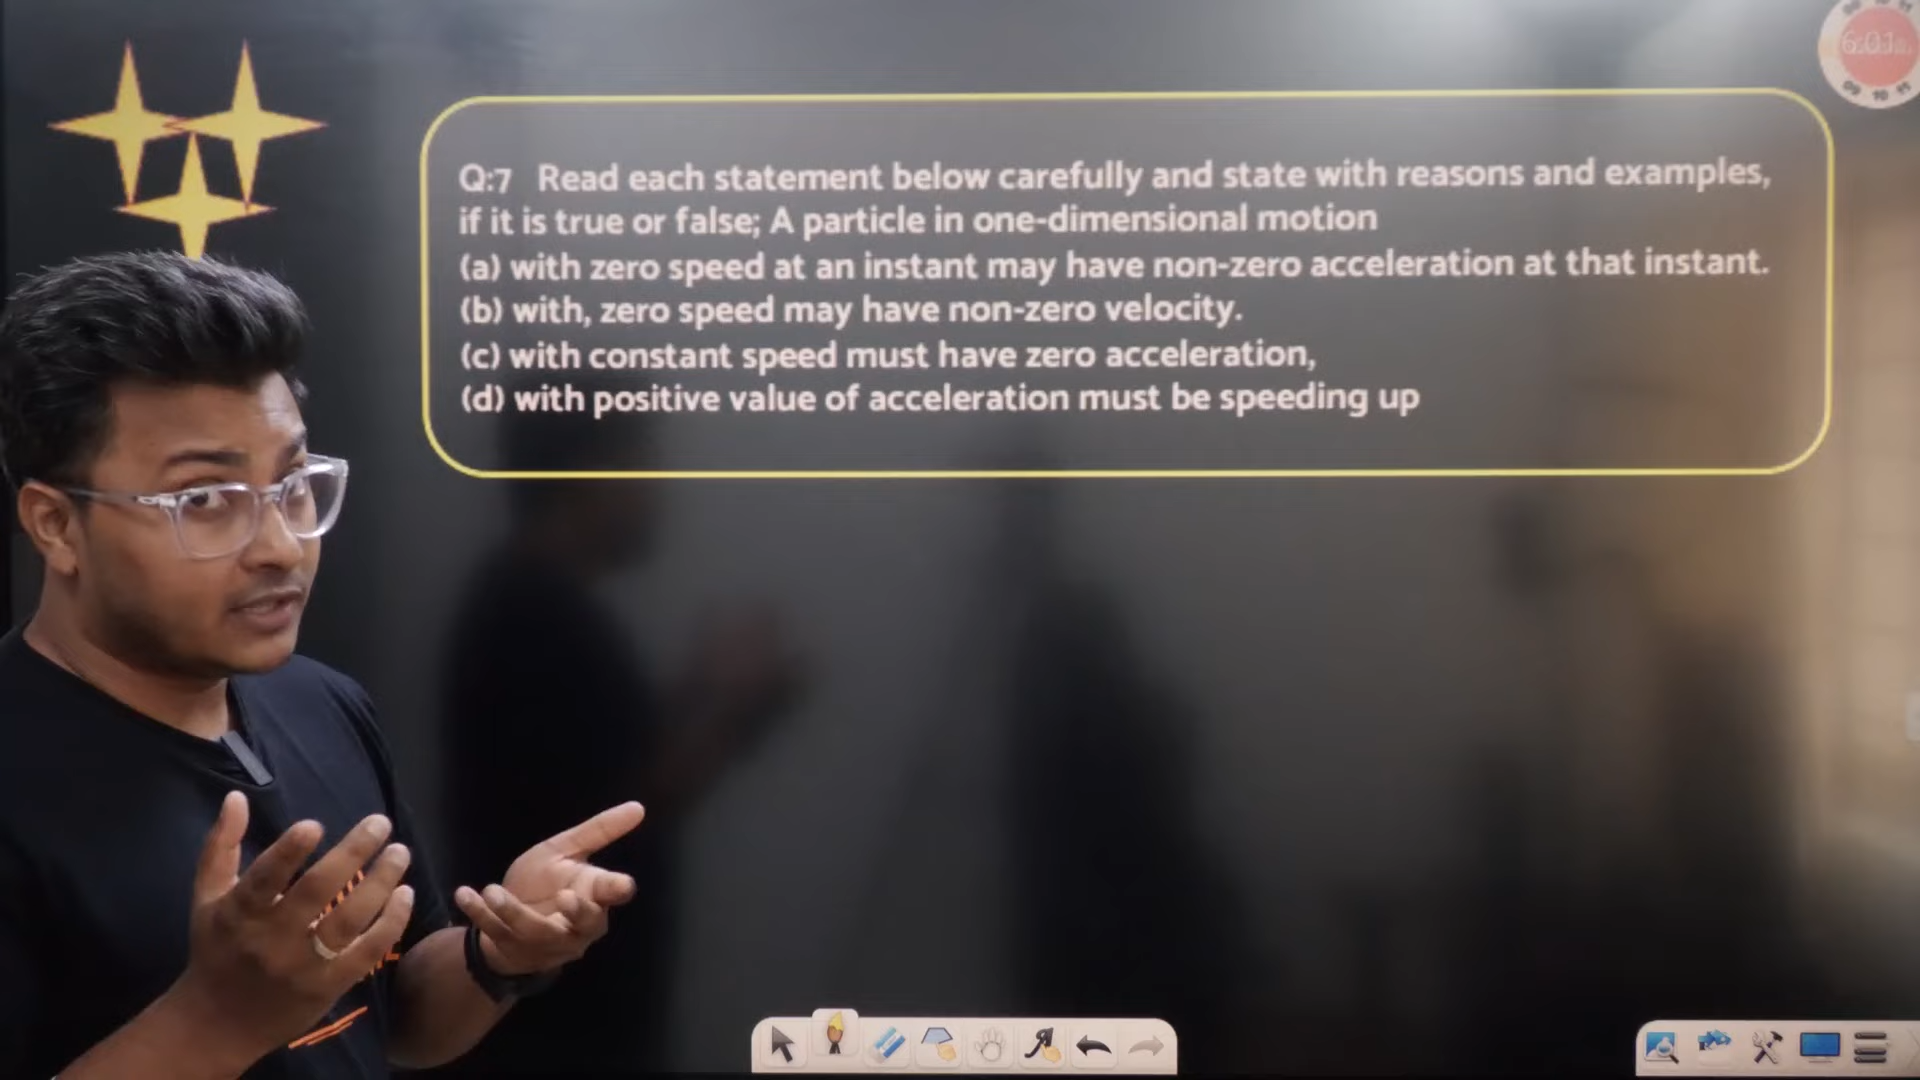 Q:7 Read each statement below carefully and state with reasons and examples,
if it is true or false; A particle in one-dimensional motion
(a) with zero speed at an instant may have non-zero acceleration at that instant.
(b) with, zero speed may have non-zero velocity.
(c) with constant speed must have zero acceleration,
(d) with positive value of acceleration must be speeding up